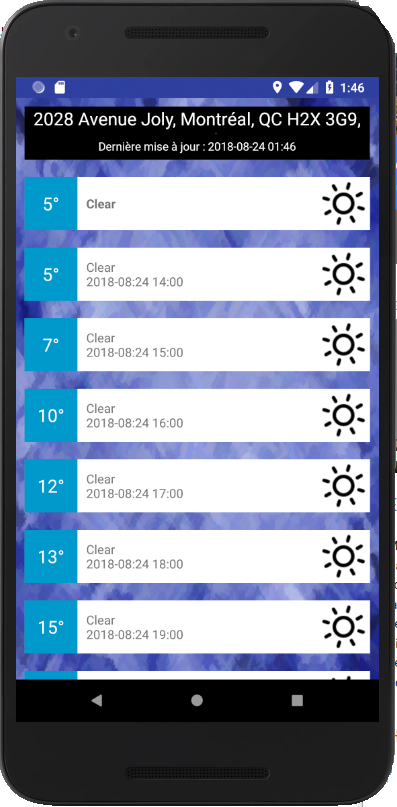 1:46
2028 Avenue Joly, Montréal, QC H2X 3G9,
Dernière mise à jour : 2018-08-24 01:46
5°
Clear
5°
Clear
2018-08:24 14:00
7°
Clear
2018-08:24 15:00
10°
Clear
2018-08:24 16:00
12°
Clear
2018-08:24 17:00
13°
Clear
2018-08:24 18:00
15°
Clear
2018-08:24 19:00